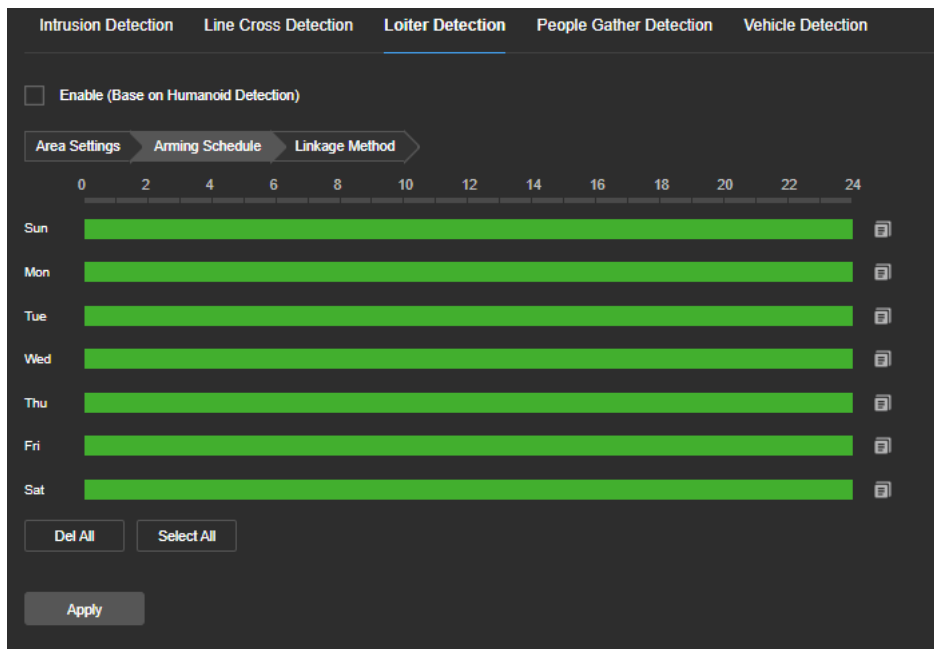 Intrusion Detection Line Cross Detection Loiter Detection People Gather Detection Vehicle Detection
Enable (Base on Humanoid Detection)
Area Settings Arming Schedule Linkage Method
0 2 4 6 8 10 12 14 16 18 20 22 24
Sun
Mon
Tue
Wed
Thu
Fri
Sat
Del All Select All
Apply